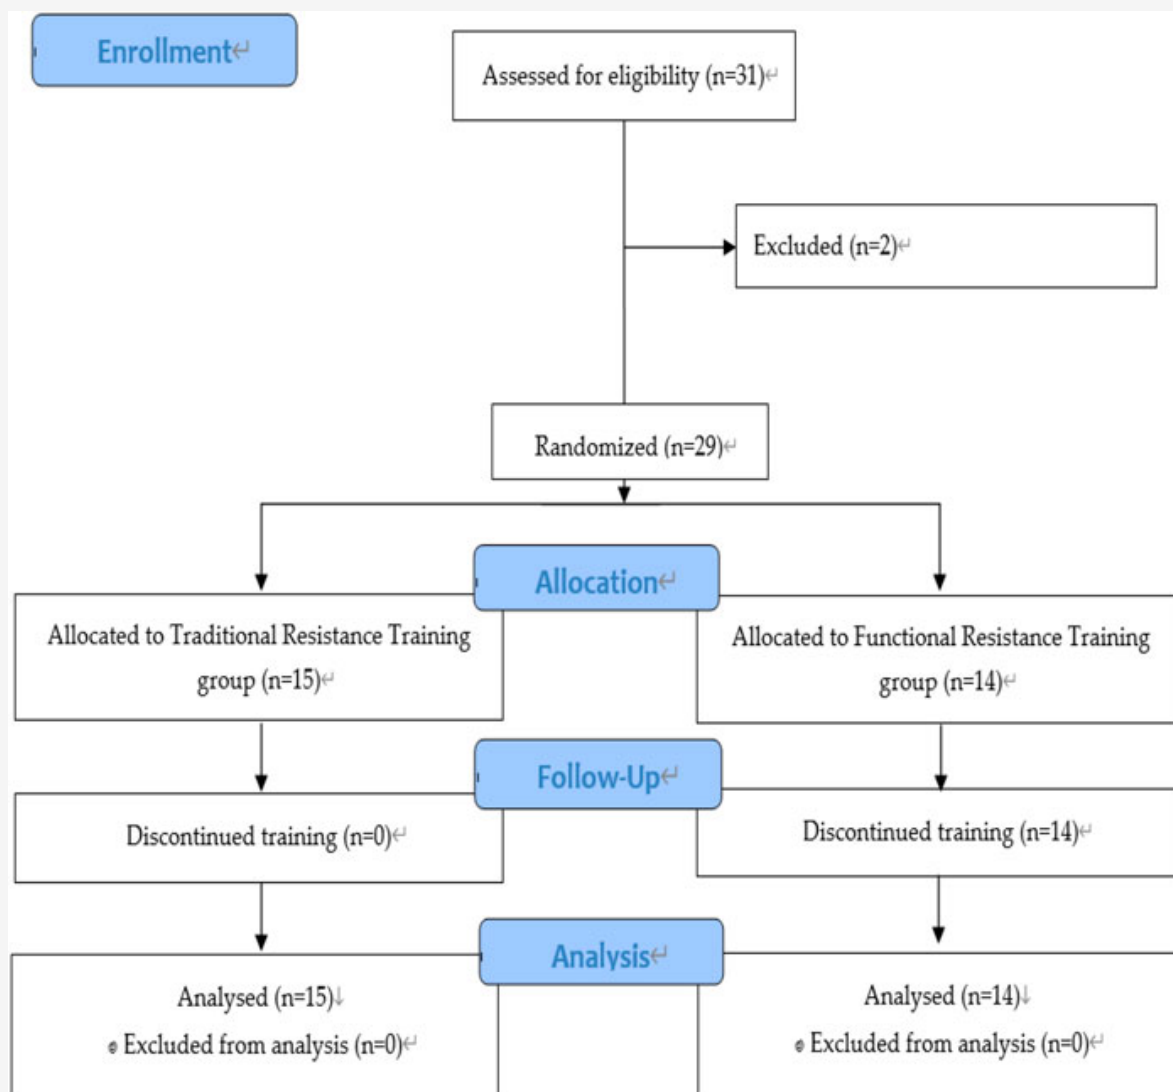 Enrollment↵
Assessed for eligibility (n=31)↵
Excluded (n=2)↵
Randomized (n=29)↵
Allocation↵
Allocated to Traditional Resistance Training
group (n=15)↵
Allocated to Functional Resistance Training
group (n=14)↵
Follow-Up↵
Discontinued training (n=0)↵
Discontinued training (n=14)↵
Analysis↵
Analysed (n=15)↓
• Excluded from analysis (n=0)↵
Analysed (n=14)↓
• Excluded from analysis (n=0)↵